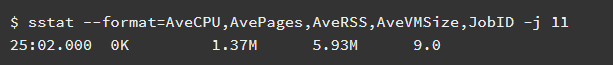 $ sstat --format=AveCPU,AvePages,AveRSS,AveVMSize,JobID -j 11
25:02.000  0K        1.37M     5.93M     9.0